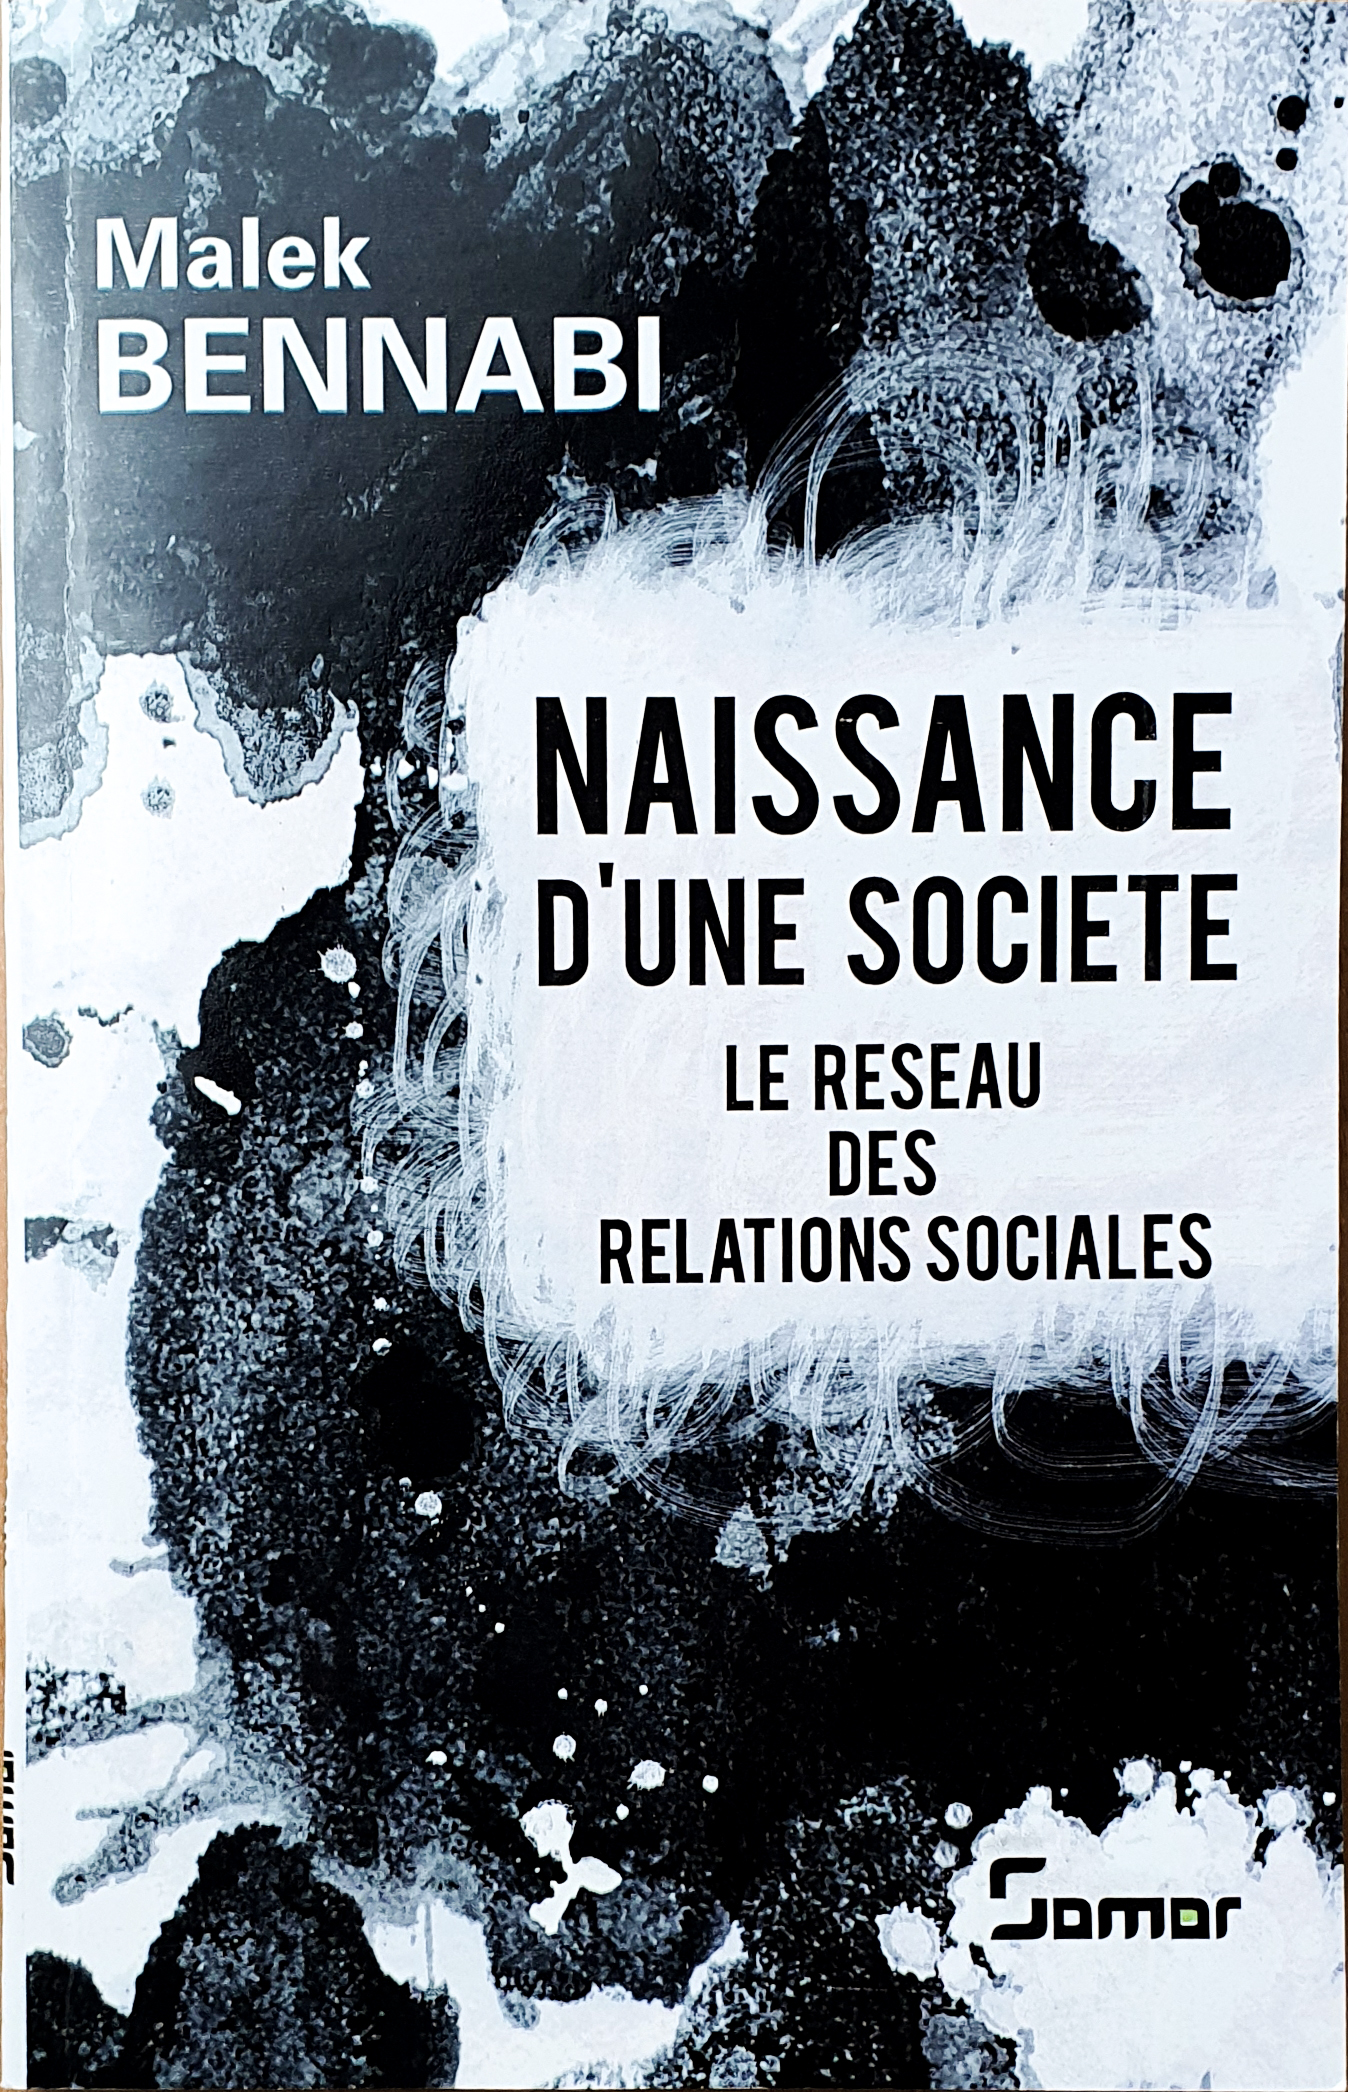 Malek
BENNABI
NAISSANCE
D'UNE SOCIETE
LE RESEAU
DES
RELATIONS SOCIALES
Samar